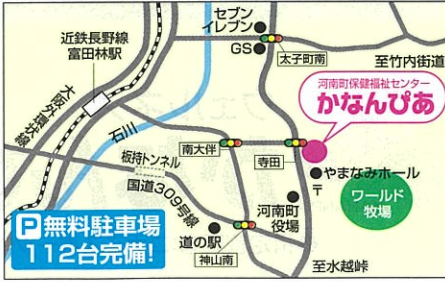 セブン
イレブン
GS
太子町南
至竹内街道
近鉄長野線
富田林駅
大阪外環状線
石川
河南町保健福祉センター
かなんぴあ
南大伴
寺田
板持トンネル
国道309号線
やまなみホール
〒
ワールド
牧場
河南町
役場
道の駅
神山南
至水越峠
P無料駐車場
112台完備!